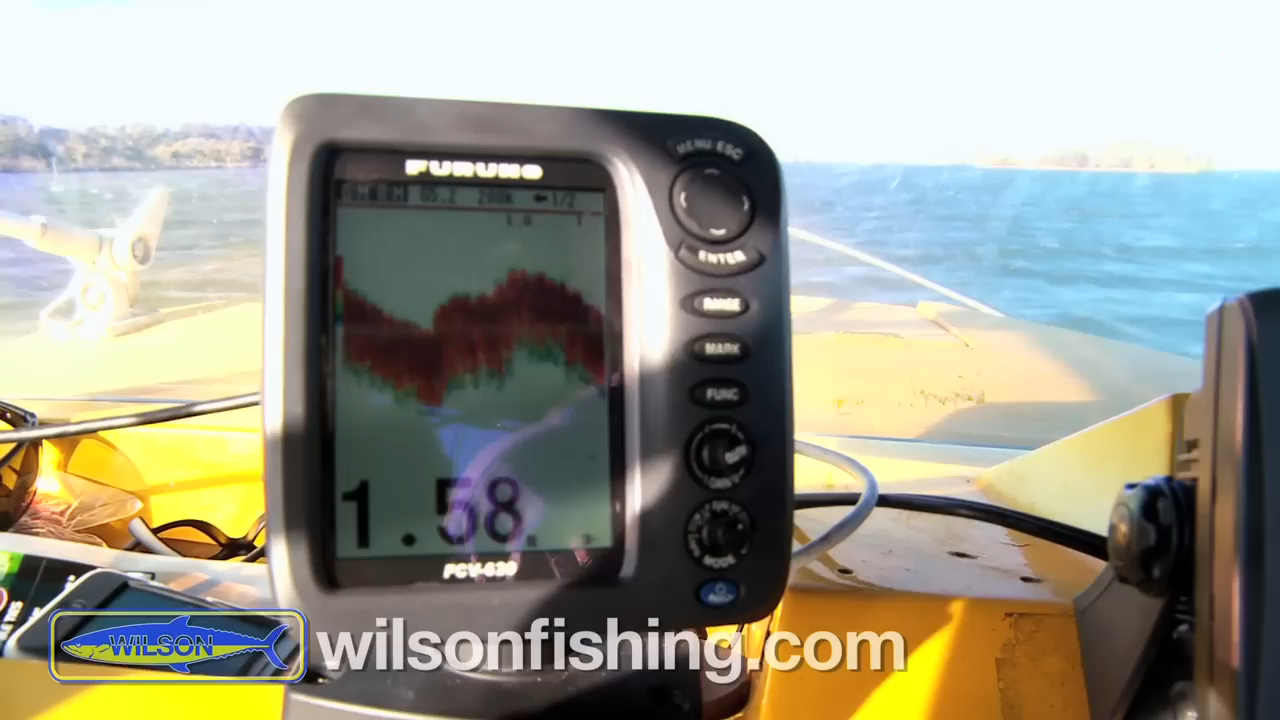 FURUNO
200k 1/2
MENU ESC
ENTER
RANGE
MARK
FUNC
MODE
1.58
FCV-620
WILSON
wilsonfishing.com